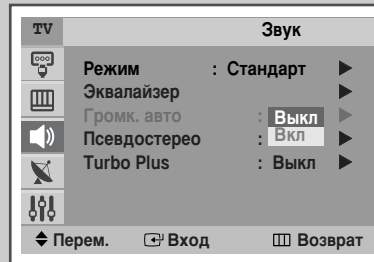 TV Звук
Режим : Стандарт
Эквалайзер
Громк. авто : Выкл
Псевдостерео : Вкл
Turbo Plus : Выкл
Перем. Вход Возврат